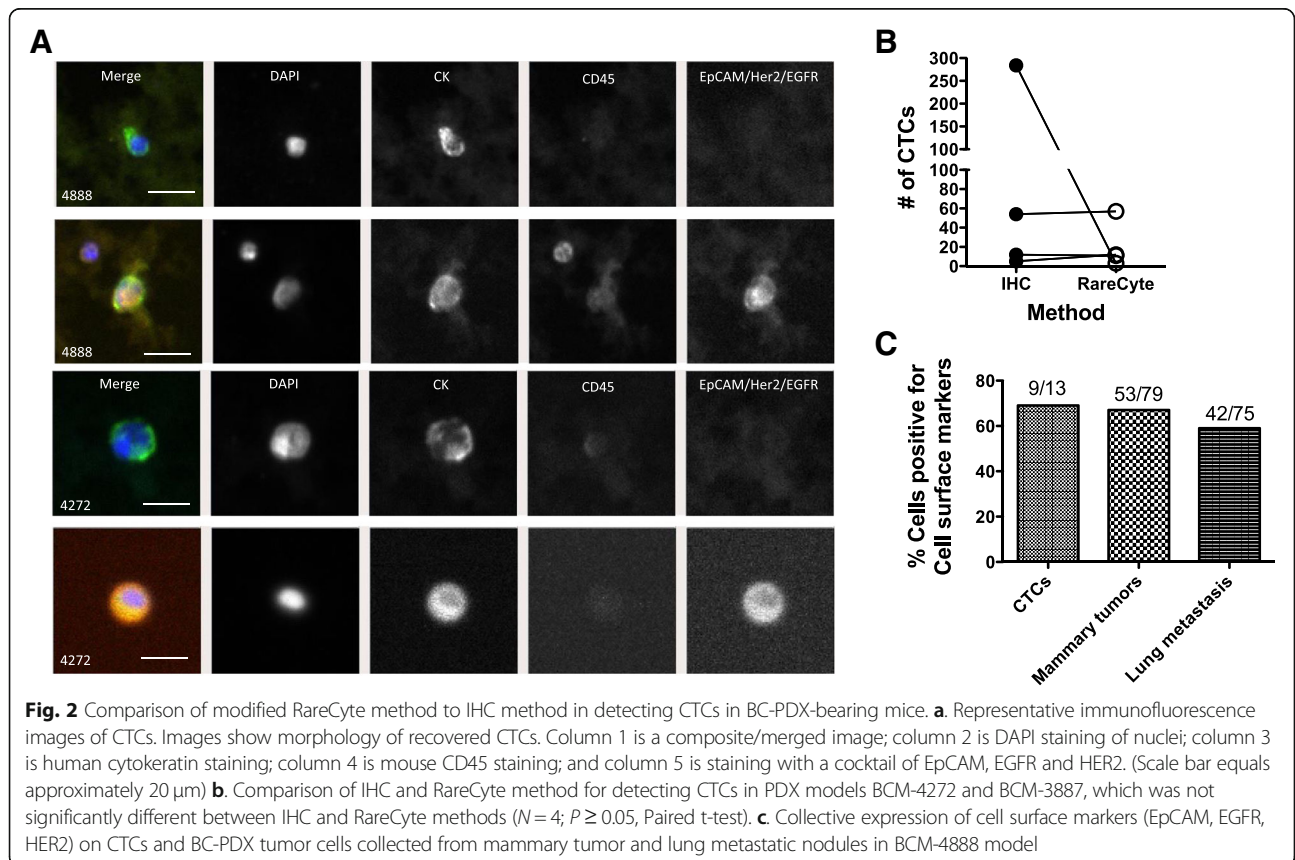 A
Merge DAPI CK CD45 EpCAM/Her2/EGFR
4888
4888
Merge DAPI CK CD45 EpCAM/Her2/EGFR
4272
4272
B
# of CTCs
300
250
200
150
100
100
80
60
40
20
0
IHC RareCyte
Method
C
% Cells positive for
Cell surface markers
80
60
40
20
0
9/13 53/79 42/75
CTCs
Mammary tumors
Lung metastasis
Fig. 2 Comparison of modified RareCyte method to IHC method in detecting CTCs in BC-PDX-bearing mice. a. Representative immunofluorescence
images of CTCs. Images show morphology of recovered CTCs. Column 1 is a composite/merged image; column 2 is DAPI staining of nuclei; column 3
is human cytokeratin staining; column 4 is mouse CD45 staining; and column 5 is staining with a cocktail of EpCAM, EGFR and HER2. (Scale bar equals
approximately 20 μm) b. Comparison of IHC and RareCyte method for detecting CTCs in PDX models BCM-4272 and BCM-3887, which was not
significantly different between IHC and RareCyte methods (N = 4; P ≥ 0.05, Paired t-test). c. Collective expression of cell surface markers (EpCAM, EGFR,
HER2) on CTCs and BC-PDX tumor cells collected from mammary tumor and lung metastatic nodules in BCM-4888 model